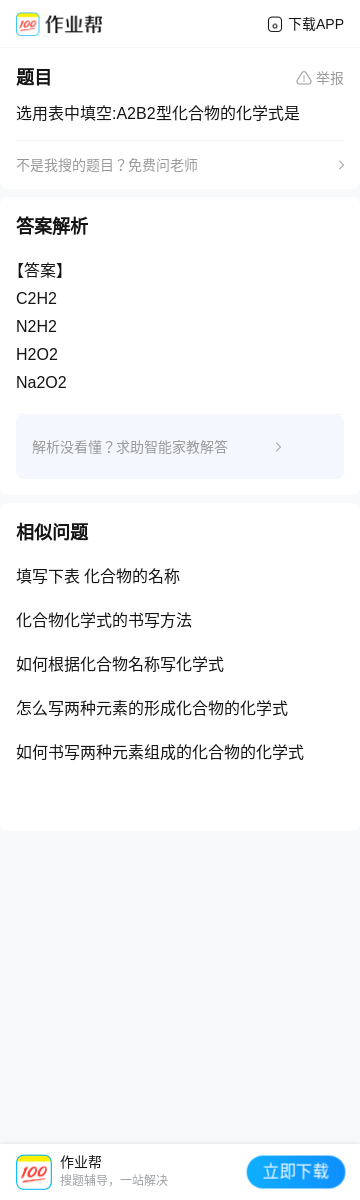 作业帮
下载APP
题目
举报
选用表中填空:A2B2型化合物的化学式是
不是我搜的题目？免费问老师
答案解析
【答案】
C2H2
N2H2
H2O2
Na2O2
解析没看懂？求助智能家教解答
相似问题
填写下表 化合物的名称
化合物化学式的书写方法
如何根据化合物名称写化学式
怎么写两种元素的形成化合物的化学式
如何书写两种元素组成的化合物的化学式
100
作业帮
搜题辅导，一站解决
立即下载